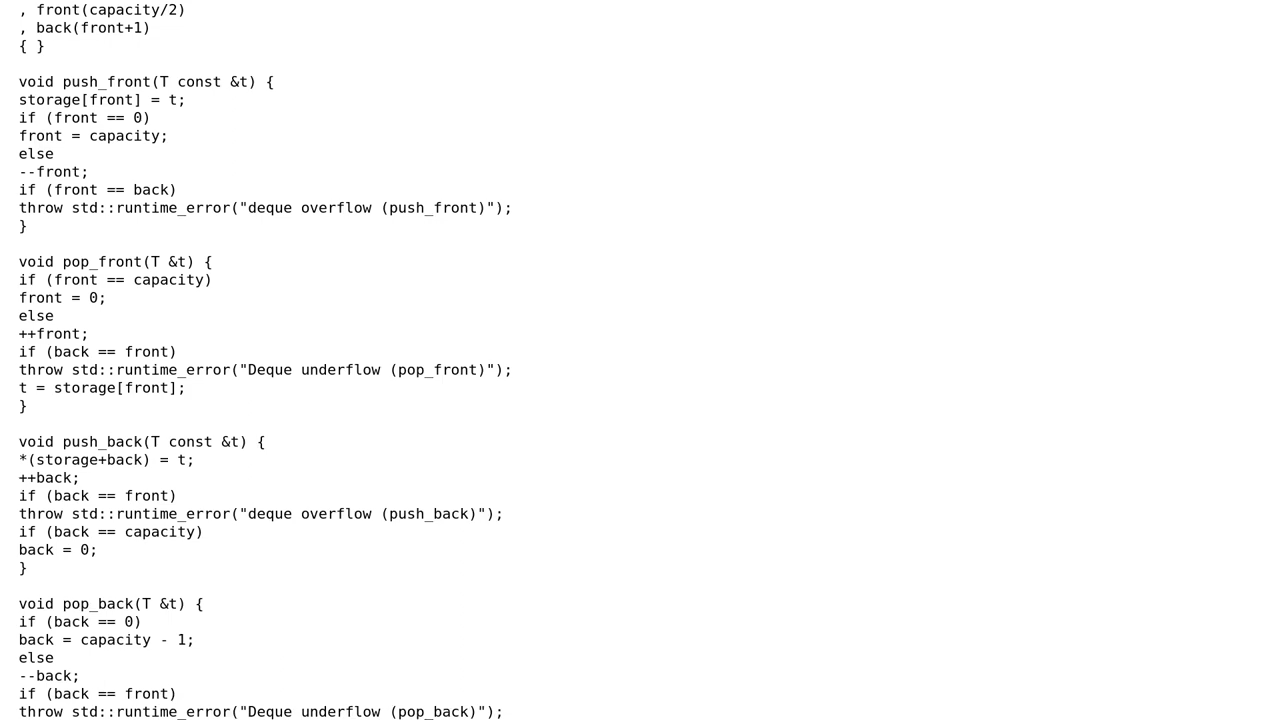 , front(capacity/2)
, back(front+1)
{ }

void push_front(T const &t) {
storage[front] = t;
if (front == 0)
front = capacity;
else
--front;
if (front == back)
throw std::runtime_error("deque overflow (push_front)");
}

void pop_front(T &t) {
if (front == capacity)
front = 0;
else
++front;
if (back == front)
throw std::runtime_error("Deque underflow (pop_front)");
t = storage[front];
}

void push_back(T const &t) {
*(storage+back) = t;
++back;
if (back == front)
throw std::runtime_error("deque overflow (push_back)");
if (back == capacity)
back = 0;
}

void pop_back(T &t) {
if (back == 0)
back = capacity - 1;
else
--back;
if (back == front)
throw std::runtime_error("Deque underflow (pop_back)");